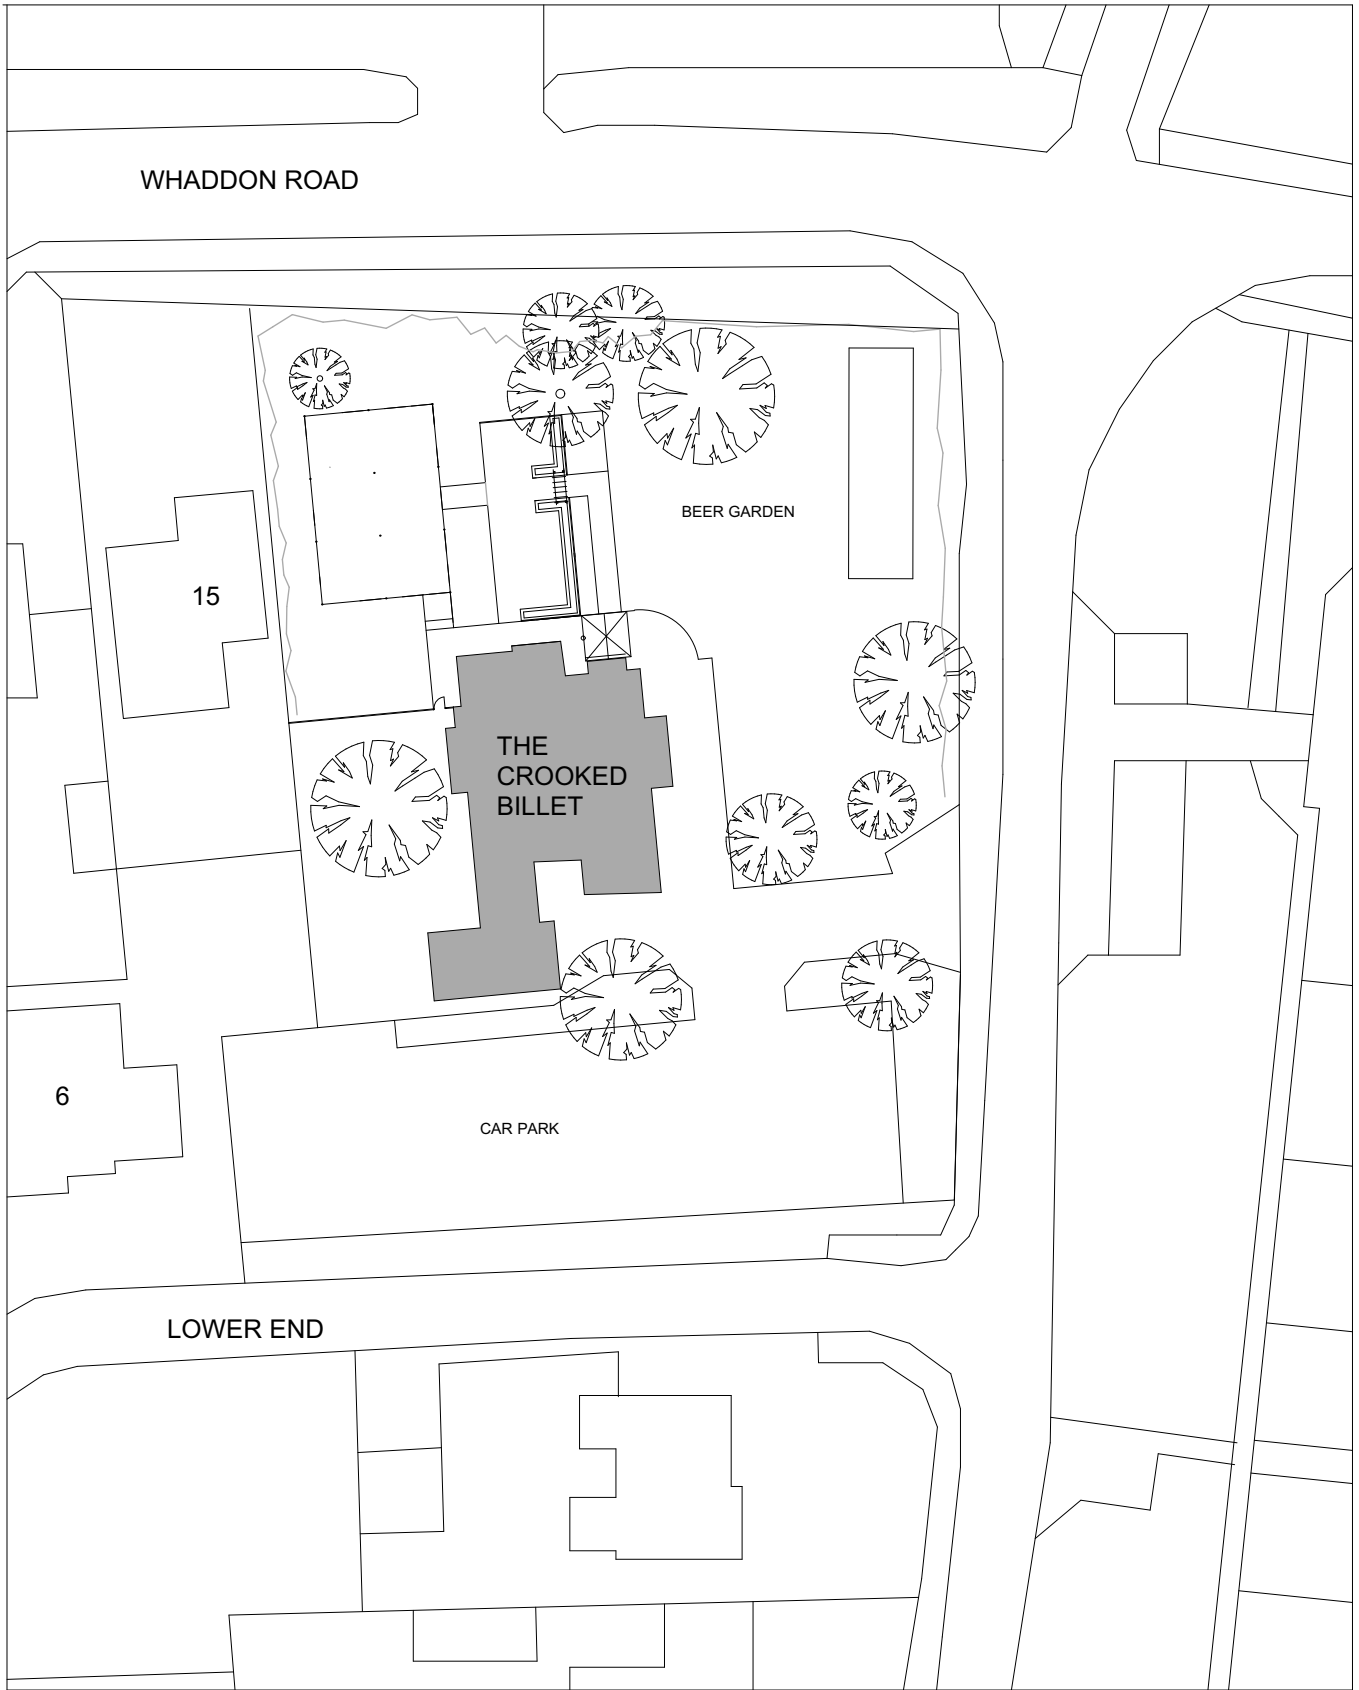 WHADDON ROAD
BEER GARDEN
15
THE
CROOKED
BILLET
6
CAR PARK
LOWER END